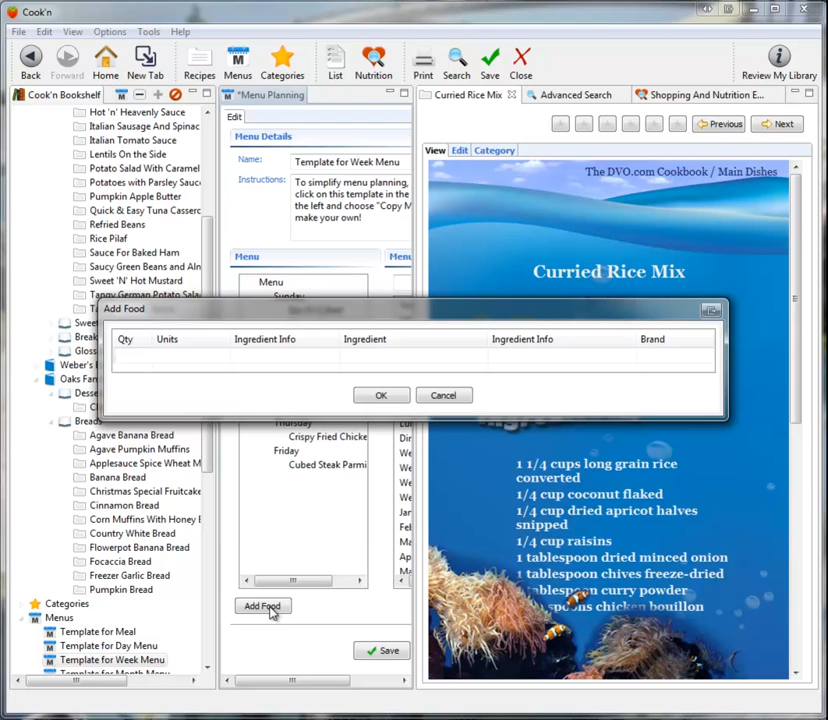 Cook'n
File Edit View Options Tools Help
Back Forward Home New Tab Recipes Menus Categories List Nutrition Print Search Save Close Review My Library
Cook'n Bookshelf
Hot 'n' Heavenly Sauce
Italian Sausage And Spinac
Italian Tomato Sauce
Lentils On the Side
Potato Salad With Caramel
Potatoes with Parsley Sauce
Pumpkin Apple Butter
Quick & Easy Tuna Cassero
Refried Beans
Rice Pilaf
Sauce For Baked Ham
Saucy Green Beans and Aln
Sweet 'N' Hot Mustard
Tangy German Potato Salad
Sweet
Break
Gloss
Weber's
Oaks Fan
Desse
Breads
Agave Banana Bread
Agave Pumpkin Muffins
Applesauce Spice Wheat M
Banana Bread
Christmas Special Fruitcake
Cinnamon Bread
Corn Muffins With Honey B
Country White Bread
Flowerpot Banana Bread
Focaccia Bread
Freezer Garlic Bread
Pumpkin Bread
Categories
Menus
Template for Meal
Template for Day Menu
Template for Week Menu
Template for Month Menu
*Menu Planning
Edit
Menu Details
Name: Template for Week Menu
Instructions: To simplify menu planning,
click on this template in the
the left and choose "Copy M
make your own!
Menu Menu
Menu
Sunday
Add Food
Qty Units Ingredient Info Ingredient Ingredient Info Brand
OK Cancel
Thursday
Crispy Fried Chicke
Friday
Cubed Steak Parmi
Add Food
Save
Curried Rice Mix Advanced Search Shopping And Nutrition E...
Previous Next
View Edit Category
The DVO.com Cookbook / Main Dishes
Curried Rice Mix
1 1/4 cups long grain rice
converted
1/4 cup coconut flaked
1/4 cup dried apricot halves
snipped
1/4 cup raisins
1 tablespoon dried minced onion
1 tablespoon chives freeze-dried
curry powder
chicken bouillon